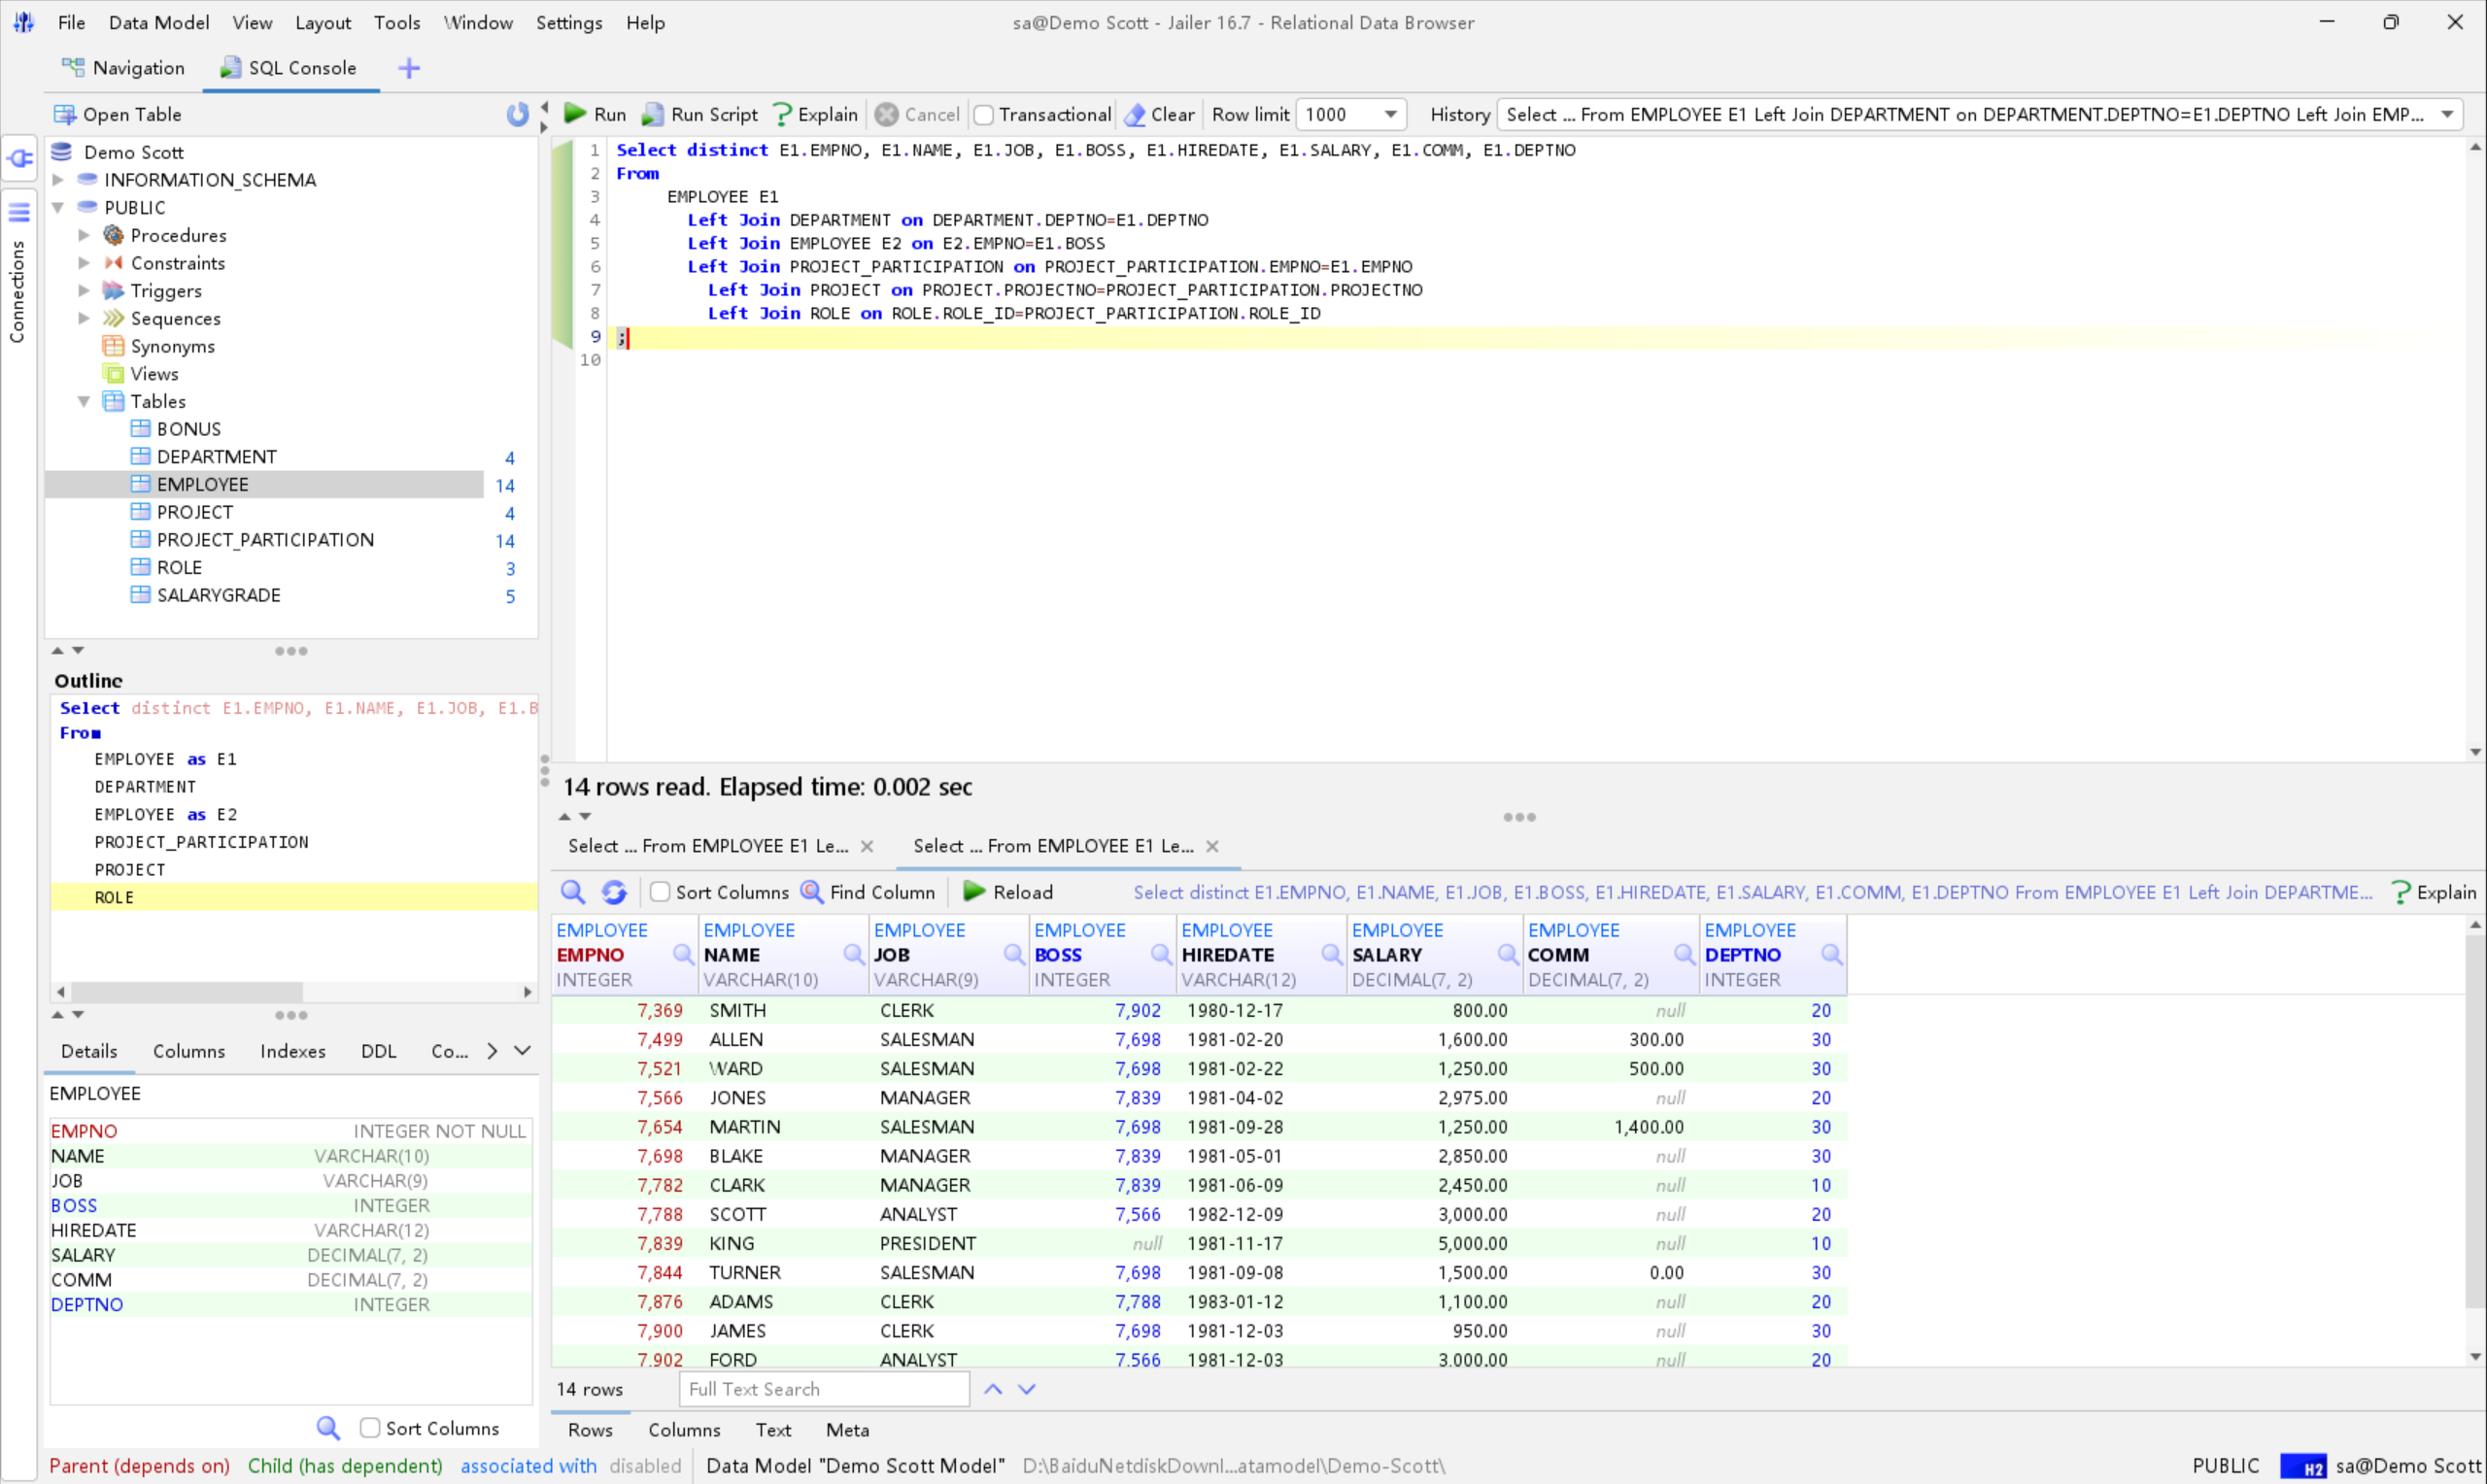 File Data Model View Layout Tools Window Settings Help sa@Demo Scott - Jailer 16.7 - Relational Data Browser
Navigation SQL Console
Open Table
Connections
Demo Scott
INFORMATION_SCHEMA
PUBLIC
Procedures
Constraints
Triggers
Sequences
Synonyms
Views
Tables
BONUS
DEPARTMENT 4
EMPLOYEE 14
PROJECT 4
PROJECT_PARTICIPATION 14
ROLE 3
SALARYGRADE 5
Outline
Select distinct E1.EMPNO, E1.NAME, E1.JOB, E1.B
From
EMPLOYEE as E1
DEPARTMENT
EMPLOYEE as E2
PROJECT_PARTICIPATION
PROJECT
ROLE
Details Columns Indexes DDL Co...
EMPLOYEE
EMPNO INTEGER NOT NULL
NAME VARCHAR(10)
JOB VARCHAR(9)
BOSS INTEGER
HIREDATE VARCHAR(12)
SALARY DECIMAL(7, 2)
COMM DECIMAL(7, 2)
DEPTNO INTEGER
Sort Columns
Run Run Script Explain Cancel Transactional Clear Row limit 1000 History Select ... From EMPLOYEE E1 Left Join DEPARTMENT on DEPARTMENT.DEPTNO=E1.DEPTNO Left Join EMP...
1 Select distinct E1.EMPNO, E1.NAME, E1.JOB, E1.BOSS, E1.HIREDATE, E1.SALARY, E1.COMM, E1.DEPTNO
2 From
3 EMPLOYEE E1
4 Left Join DEPARTMENT on DEPARTMENT.DEPTNO=E1.DEPTNO
5 Left Join EMPLOYEE E2 on E2.EMPNO=E1.BOSS
6 Left Join PROJECT_PARTICIPATION on PROJECT_PARTICIPATION.EMPNO=E1.EMPNO
7 Left Join PROJECT on PROJECT.PROJECTNO=PROJECT_PARTICIPATION.PROJECTNO
8 Left Join ROLE on ROLE.ROLE_ID=PROJECT_PARTICIPATION.ROLE_ID
9 ;
10
14 rows read. Elapsed time: 0.002 sec
Select ... From EMPLOYEE E1 Le... Select ... From EMPLOYEE E1 Le...
Sort Columns Find Column Reload Select distinct E1.EMPNO, E1.NAME, E1.JOB, E1.BOSS, E1.HIREDATE, E1.SALARY, E1.COMM, E1.DEPTNO From EMPLOYEE E1 Left Join DEPARTME... Explain
EMPLOYEE EMPLOYEE EMPLOYEE EMPLOYEE EMPLOYEE EMPLOYEE EMPLOYEE EMPLOYEE
EMPNO NAME JOB BOSS HIREDATE SALARY COMM DEPTNO
INTEGER VARCHAR(10) VARCHAR(9) INTEGER VARCHAR(12) DECIMAL(7, 2) DECIMAL(7, 2) INTEGER
7,369 SMITH CLERK 7,902 1980-12-17 800.00 null 20
7,499 ALLEN SALESMAN 7,698 1981-02-20 1,600.00 300.00 30
7,521 WARD SALESMAN 7,698 1981-02-22 1,250.00 500.00 30
7,566 JONES MANAGER 7,839 1981-04-02 2,975.00 null 20
7,654 MARTIN SALESMAN 7,698 1981-09-28 1,250.00 1,400.00 30
7,698 BLAKE MANAGER 7,839 1981-05-01 2,850.00 null 30
7,782 CLARK MANAGER 7,839 1981-06-09 2,450.00 null 10
7,788 SCOTT ANALYST 7,566 1982-12-09 3,000.00 null 20
7,839 KING PRESIDENT null 1981-11-17 5,000.00 null 10
7,844 TURNER SALESMAN 7,698 1981-09-08 1,500.00 0.00 30
7,876 ADAMS CLERK 7,788 1983-01-12 1,100.00 null 20
7,900 JAMES CLERK 7,698 1981-12-03 950.00 null 30
7,902 FORD ANALYST 7,566 1981-12-03 3,000.00 null 20
14 rows Full Text Search
Rows Columns Text Meta
Parent (depends on) Child (has dependent) associated with disabled Data Model "Demo Scott Model" D:\BaiduNetdiskDownl...atamodel\Demo-Scott\ PUBLIC H2 sa@Demo Scott